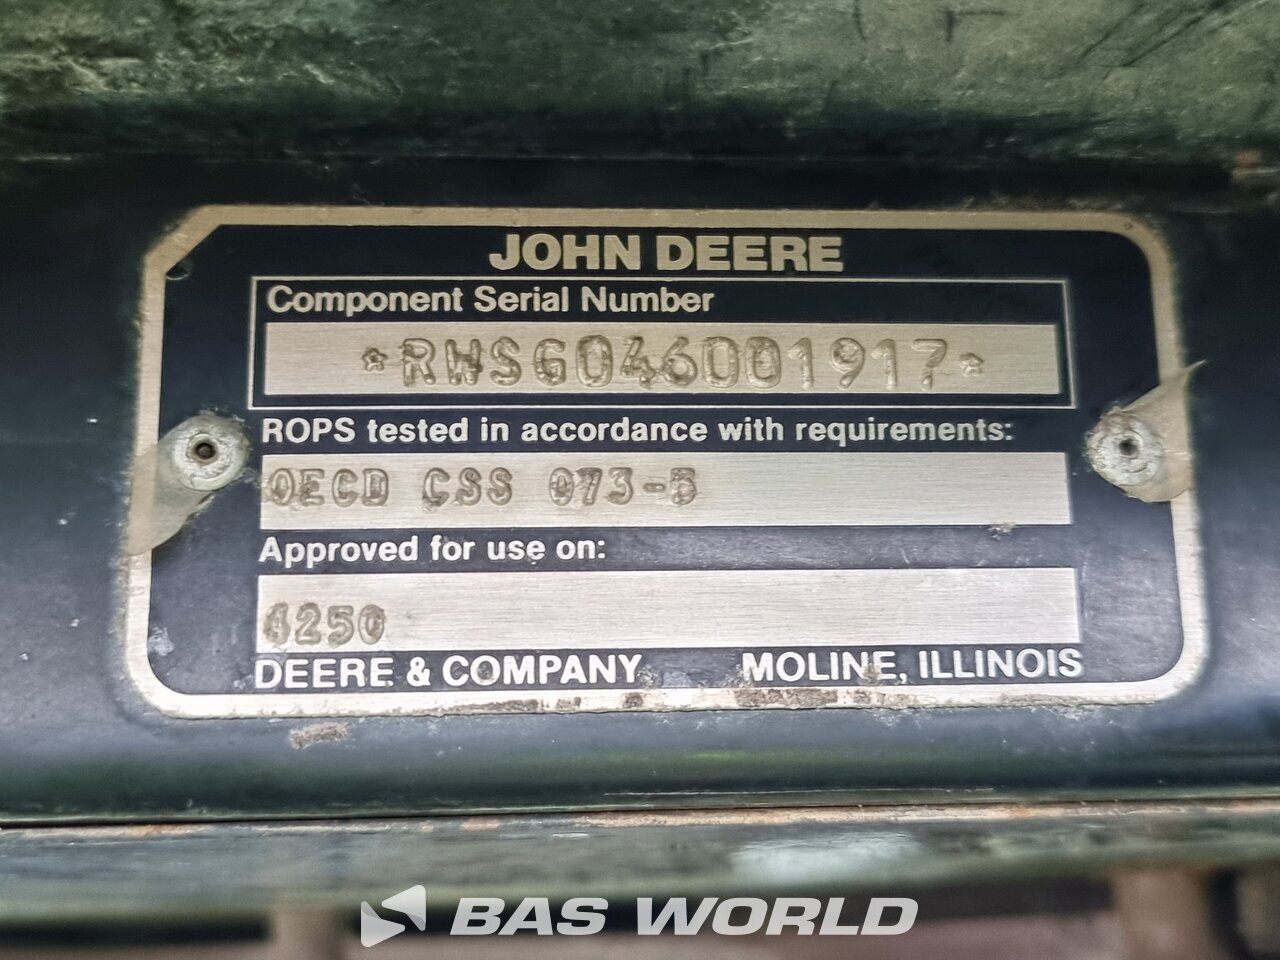 JOHN DEERE
Component Serial Number
*RWSG046001917*
ROPS tested in accordance with requirements:
OECD CSS 073-5
Approved for use on:
4250
DEERE & COMPANY MOLINE, ILLINOIS
BAS WORLD